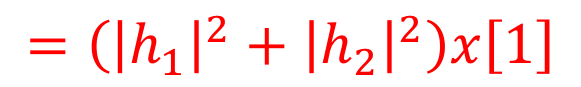 = (|h₁|² + |h₂|²)x[1]